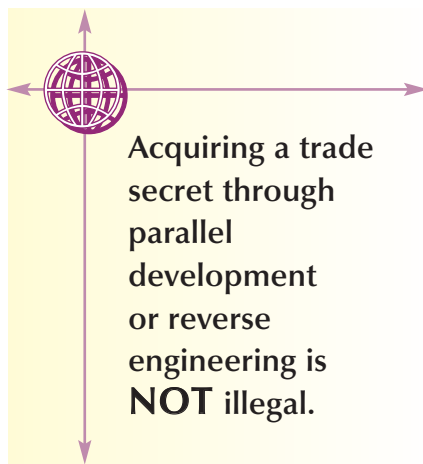 Acquiring a trade
secret through
parallel
development
or reverse
engineering is
NOT illegal.